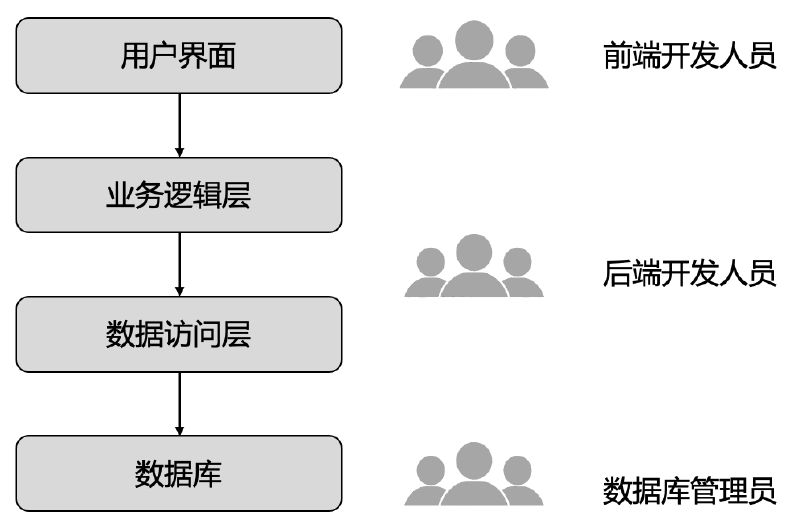 用户界面
前端开发人员
业务逻辑层
后端开发人员
数据访问层
数据库
数据库管理员